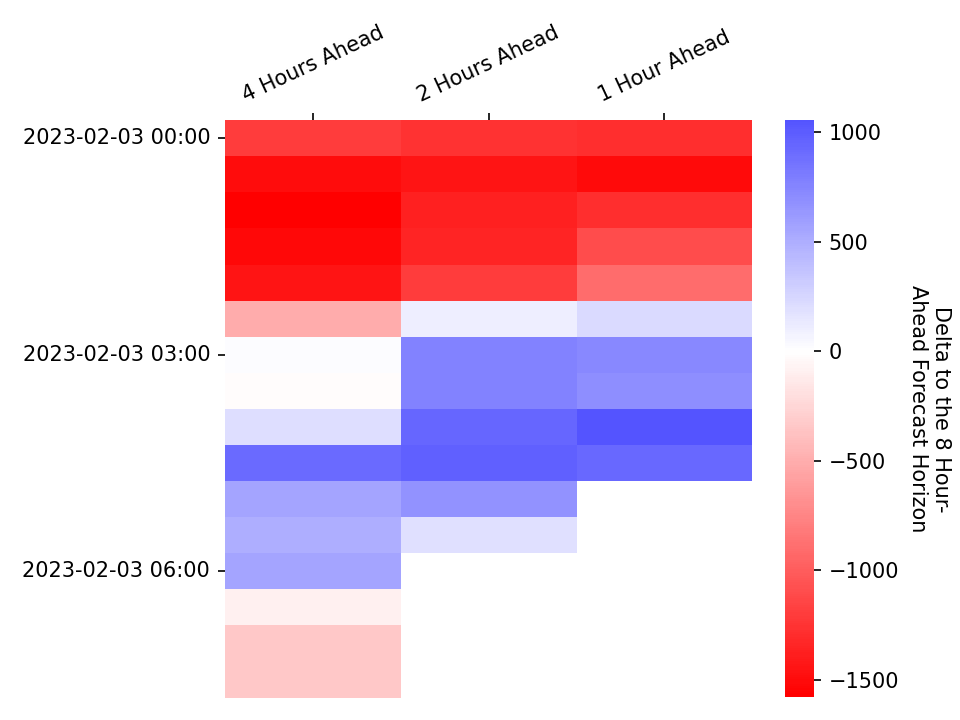 4 Hours Ahead
2 Hours Ahead
1 Hour Ahead
2023-02-03 00:00
2023-02-03 03:00
2023-02-03 06:00
1000
500
0
−500
−1000
−1500
Delta to the 8 Hour-
Ahead Forecast Horizon